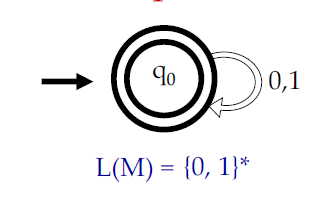 q0
0,1
L(M) = {0, 1}*